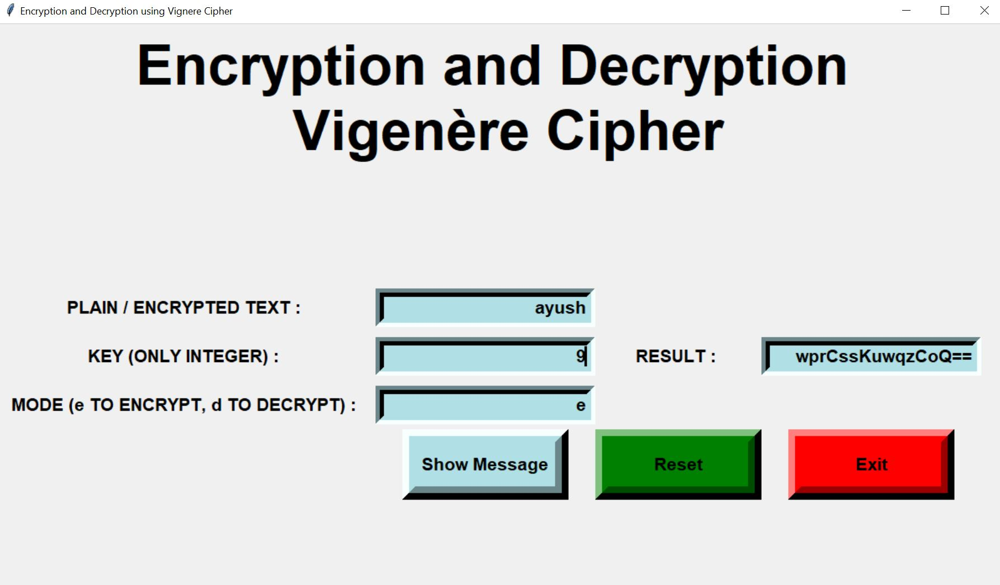 Encryption and Decryption using Vignere Cipher
Encryption and Decryption
Vigenère Cipher
PLAIN / ENCRYPTED TEXT :
ayush
KEY (ONLY INTEGER) :
9
RESULT :
wprCssKuwqzCoQ==
MODE (e TO ENCRYPT, d TO DECRYPT) :
e
Show Message
Reset
Exit